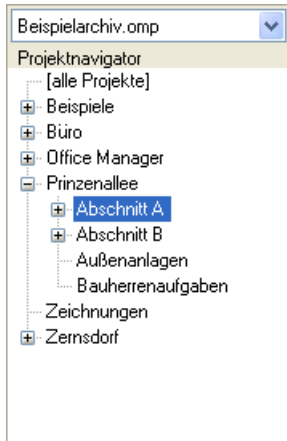 Beispielarchiv.omp
Projektnavigator
[alle Projekte]
Beispiele
Büro
Office Manager
Prinzenallee
Abschnitt A
Abschnitt B
Außenanlagen
Bauherrenaufgaben
Zeichnungen
Zernsdorf